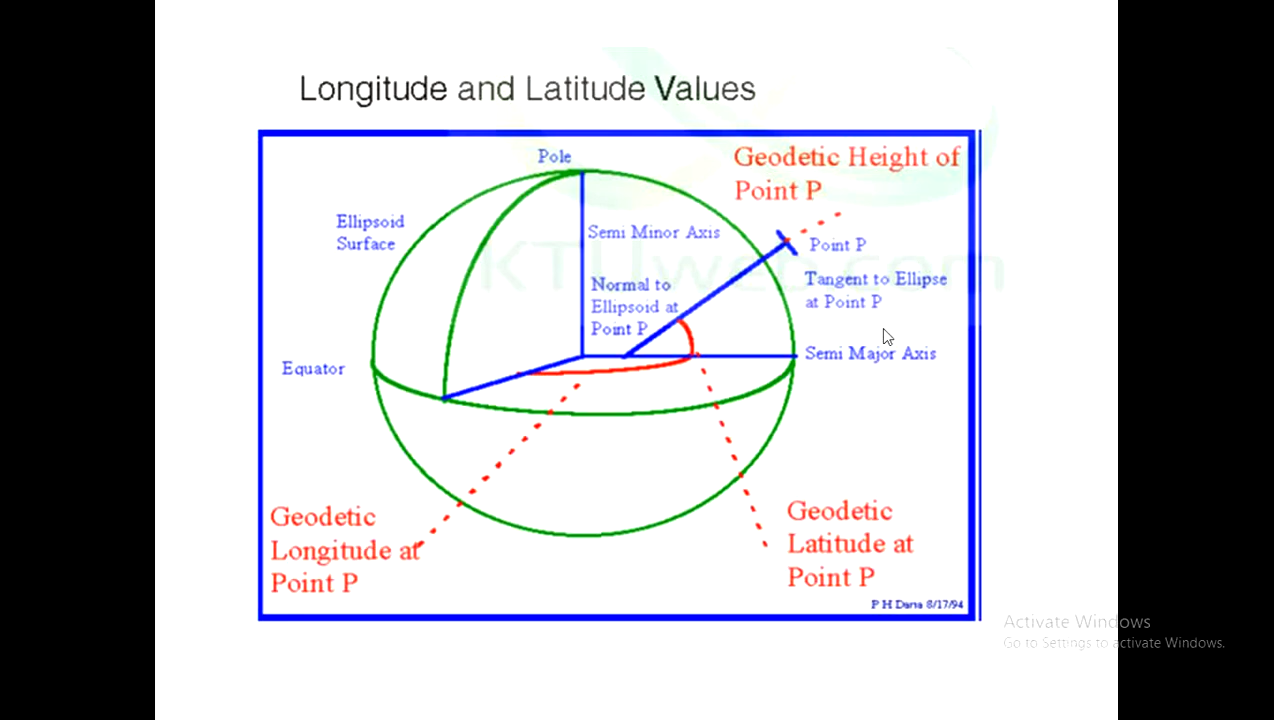 Longitude and Latitude Values
Pole
Geodetic Height of
Point P
Ellipsoid
Surface
Semi Minor Axis
Point P
Normal to
Ellipsoid at
Point P
Tangent to Ellipse
at Point P
Equator
Semi Major Axis
Geodetic
Longitude at
Point P
Geodetic
Latitude at
Point P
P H Dana 8/17/94
KTUweb.com
Activate Windows
Go to Settings to activate Windows.